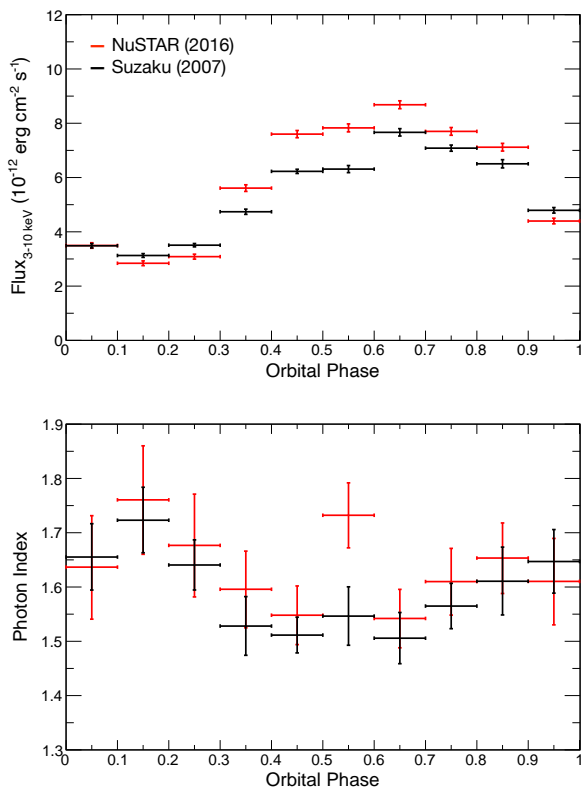 12
10
8
6
4
2
0
Flux3-10 keV (10-12 erg cm-2 s-1)
NuSTAR (2016)
Suzaku (2007)
0 0.1 0.2 0.3 0.4 0.5 0.6 0.7 0.8 0.9 1
Orbital Phase
1.9
1.8
1.7
1.6
1.5
1.4
1.3
Photon Index
0 0.1 0.2 0.3 0.4 0.5 0.6 0.7 0.8 0.9 1
Orbital Phase